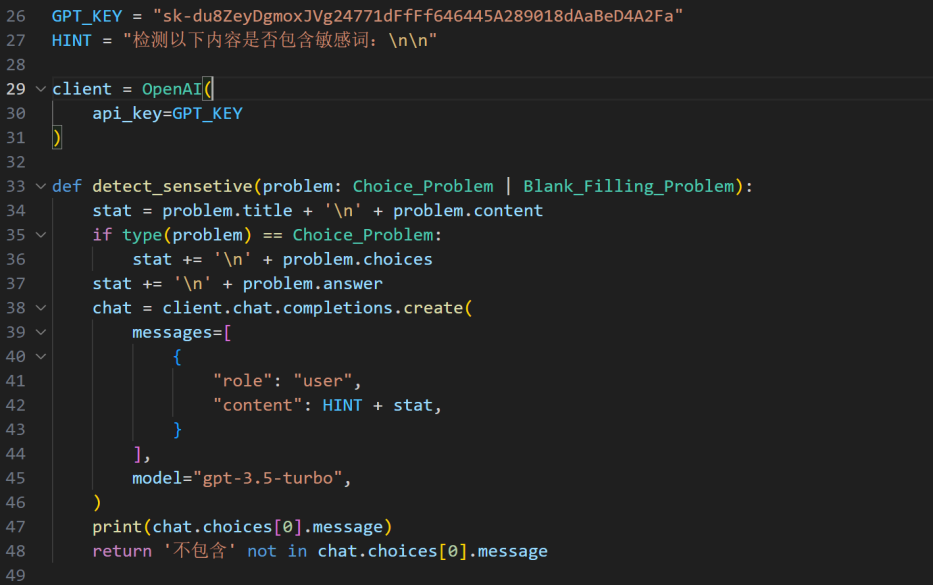 26 GPT_KEY = "sk-du8ZeyDgmoxJVg24771dFfFf646445A289018dAaBeD4A2Fa"
27 HINT = "检测以下内容是否包含敏感词：\n\n"
28
29 client = OpenAI(
30     api_key=GPT_KEY
31 )
32
33 def detect_sensetive(problem: Choice_Problem | Blank_Filling_Problem):
34     stat = problem.title + '\n' + problem.content
35     if type(problem) == Choice_Problem:
36         stat += '\n' + problem.choices
37     stat += '\n' + problem.answer
38     chat = client.chat.completions.create(
39         messages=[
40             {
41                 "role": "user",
42                 "content": HINT + stat,
43             }
44         ],
45         model="gpt-3.5-turbo",
46     )
47     print(chat.choices[0].message)
48     return '不包含' not in chat.choices[0].message
49